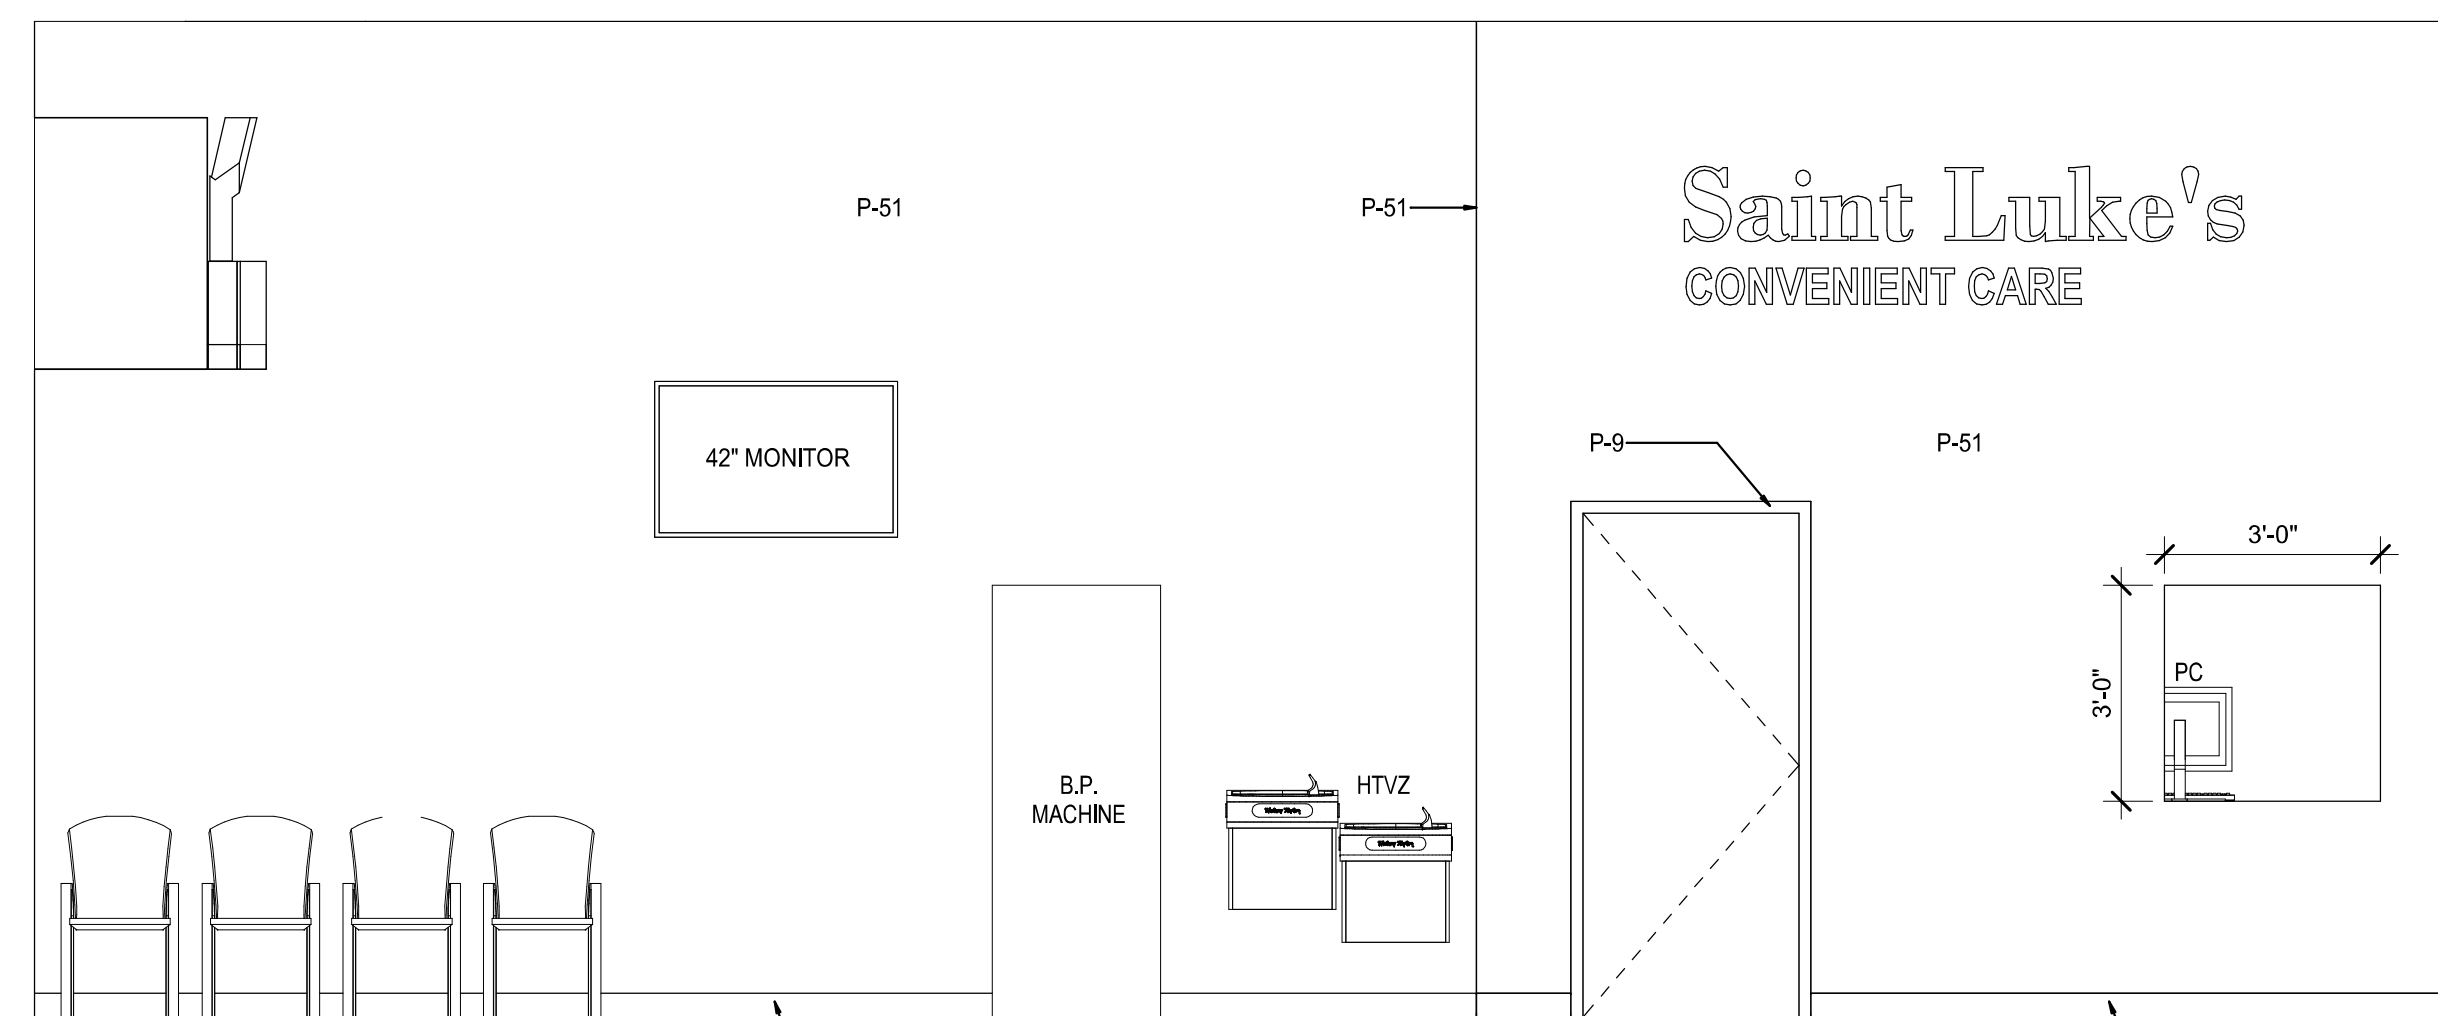 P-51
P-51
Saint Luke's
CONVENIENT CARE
42" MONITOR
P-9
P-51
3'-0"
3'-0"
PC
B.P.
MACHINE
HTVZ